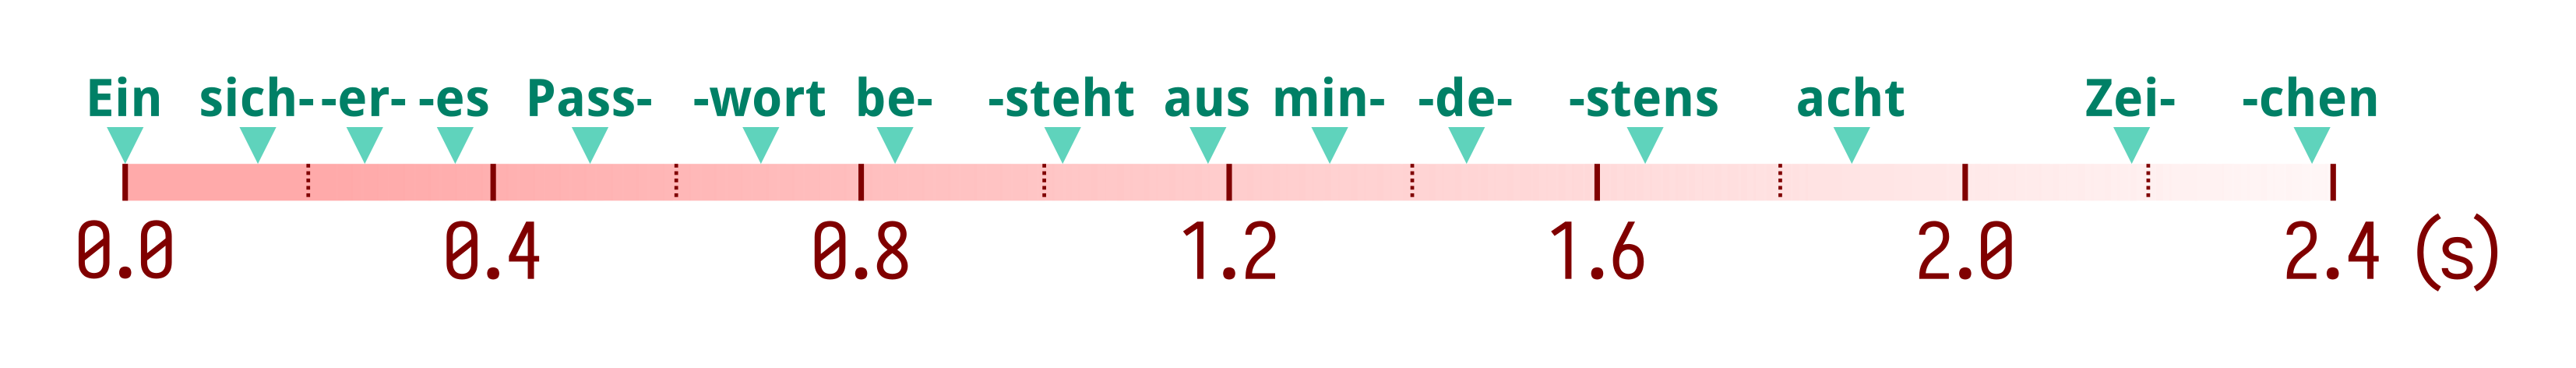 Ein sich- -er- -es Pass- -wort be- -steht aus min- -de- -stens acht Zei- -chen
0.0 0.4 0.8 1.2 1.6 2.0 2.4 (s)